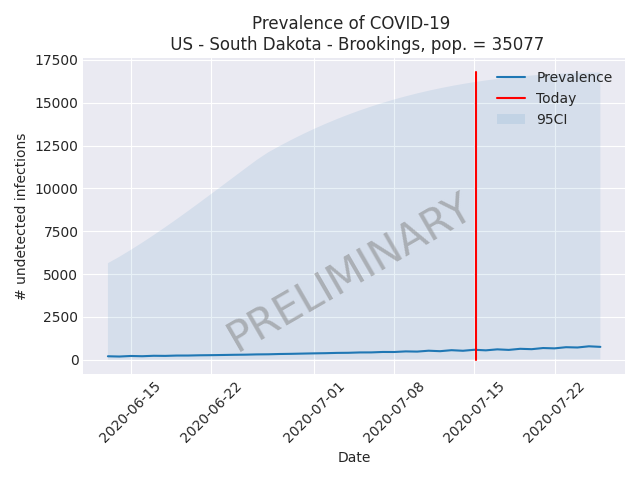 Prevalence of COVID-19
US - South Dakota - Brookings, pop. = 35077
# undetected infections
17500
15000
12500
10000
7500
5000
2500
0
Prevalence
Today
95CI
PRELIMINARY
2020-06-15
2020-06-22
2020-07-01
2020-07-08
2020-07-15
2020-07-22
Date